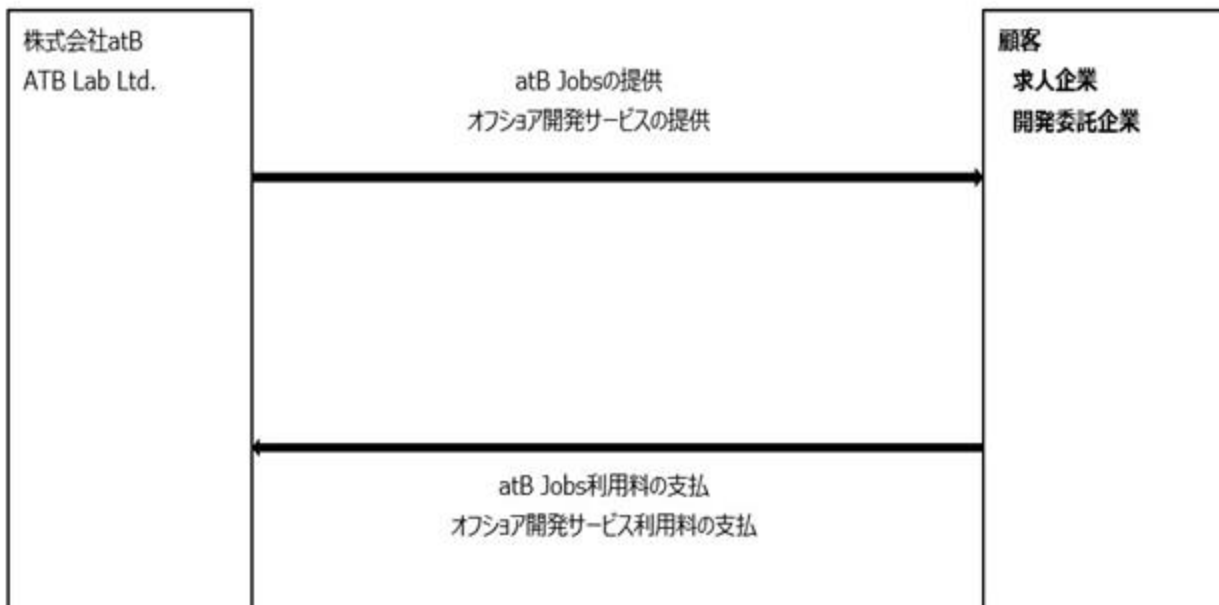 株式会社atB
ATB Lab Ltd.
atB Jobsの提供
オフショア開発サービスの提供
顧客
求人企業
開発委託企業
atB Jobs利用料の支払
オフショア開発サービス利用料の支払